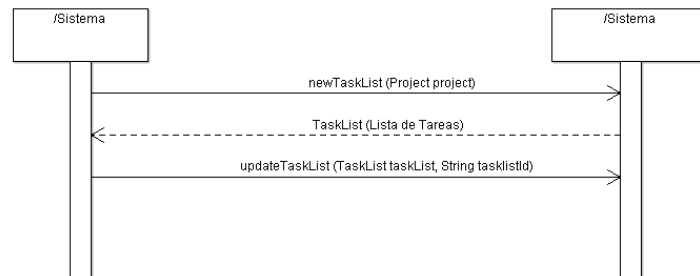 /Sistema
/Sistema
newTaskList (Project project)
TaskList (Lista de Tareas)
updateTaskList (TaskList taskList, String tasklistId)